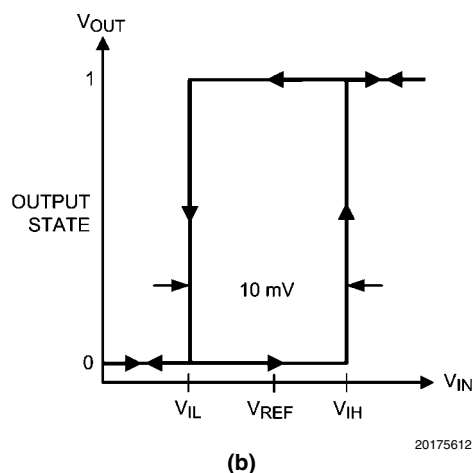 VOUT
1
OUTPUT
STATE
10 mV
0
VIN
VIL
VREF
VIH
20175612
(b)